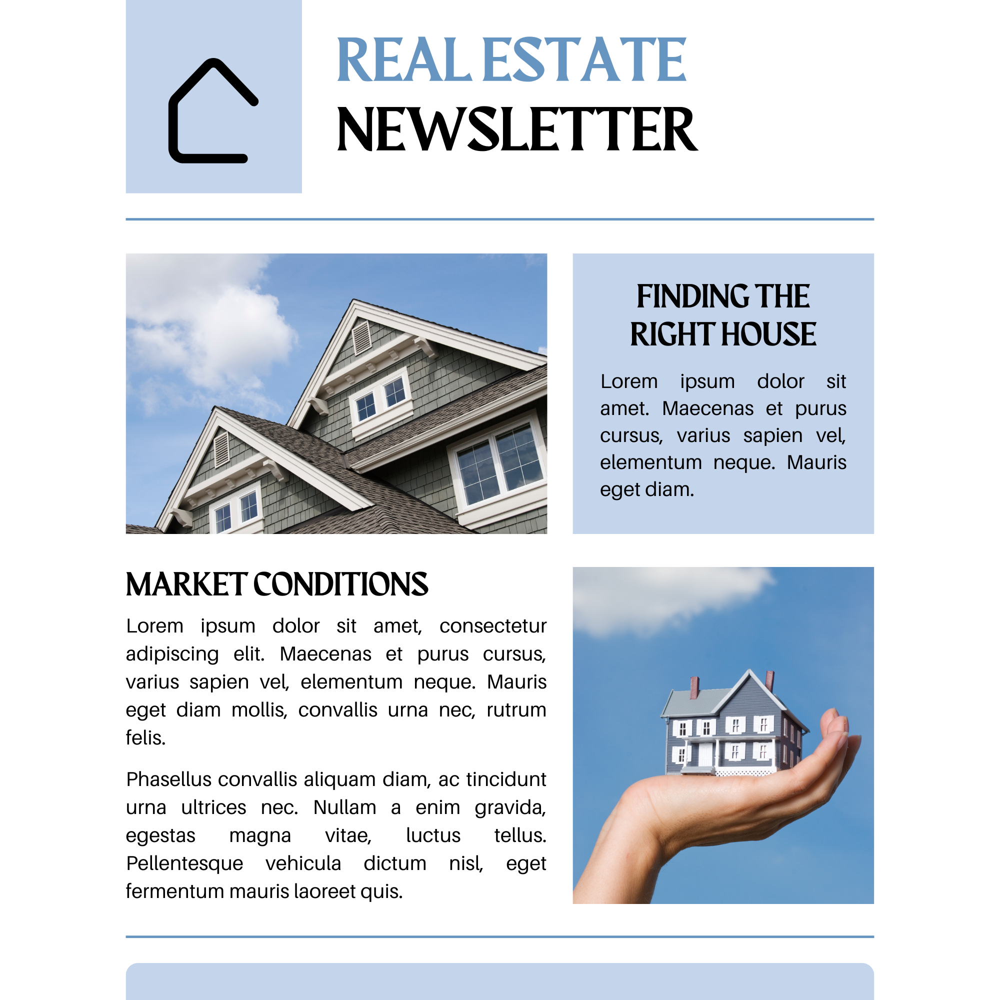 REAL ESTATE
NEWSLETTER
FINDING THE
RIGHT HOUSE
Lorem ipsum dolor sit
amet. Maecenas et purus
cursus, varius sapien vel,
elementum neque. Mauris
eget diam.
MARKET CONDITIONS
Lorem ipsum dolor sit amet, consectetur
adipiscing elit. Maecenas et purus cursus,
varius sapien vel, elementum neque. Mauris
eget diam mollis, convallis urna nec, rutrum
felis.
Phasellus convallis aliquam diam, ac tincidunt
urna ultrices nec. Nullam a enim gravida,
egestas magna vitae, luctus tellus.
Pellentesque vehicula dictum nisl, eget
fermentum mauris laoreet quis.